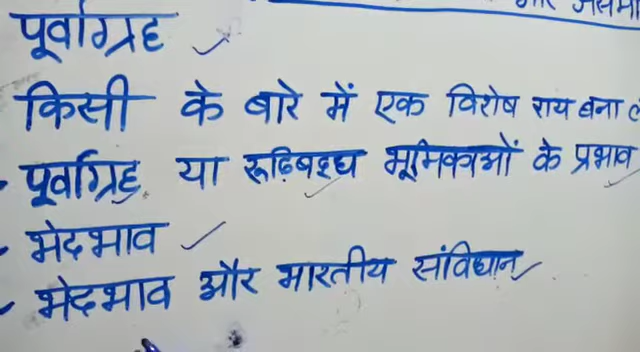 पूर्वाग्रह
किसी के बारे में एक विशेष राय बना
पूर्वाग्रह या रूढ़िबद्ध भूमिकाओं के प्रभाव
भेदभाव
भेदभाव और भारतीय संविधान